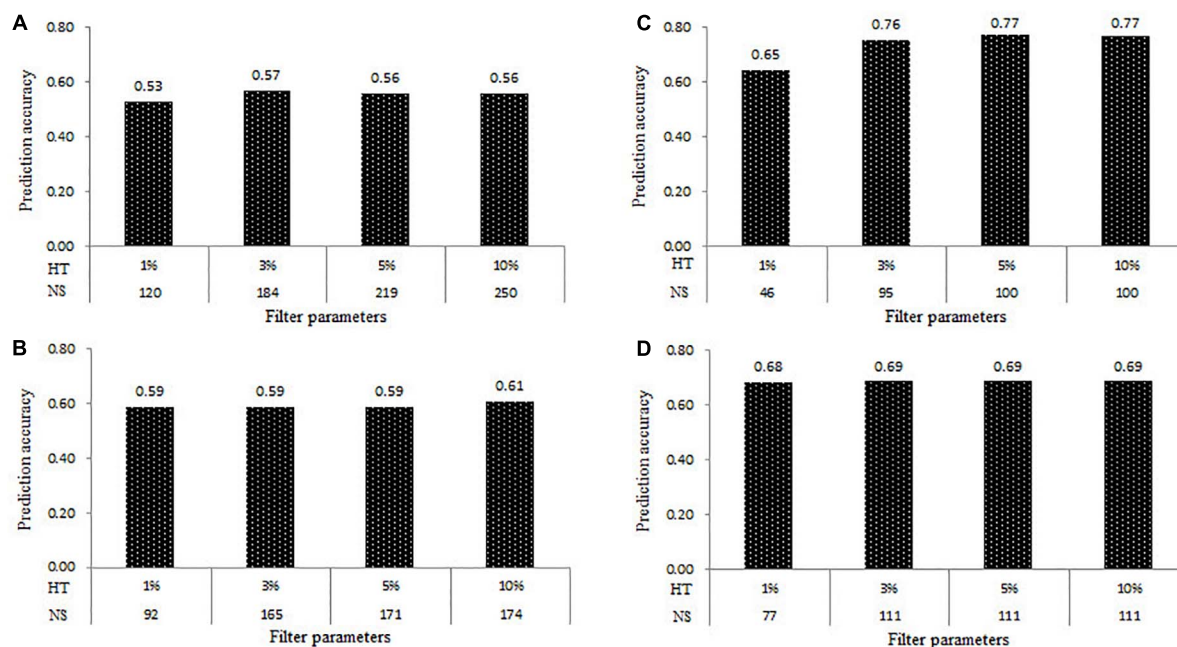 A
Prediction accuracy
0.80
0.60
0.40
0.20
0.00
0.53
0.57
0.56
0.56
HT 1% 3% 5% 10%
NS 120 184 219 250
Filter parameters
B
Prediction accuracy
0.80
0.60
0.40
0.20
0.00
0.59
0.59
0.59
0.61
HT 1% 3% 5% 10%
NS 92 165 171 174
Filter parameters
C
Prediction accuracy
0.80
0.60
0.40
0.20
0.00
0.65
0.76
0.77
0.77
HT 1% 3% 5% 10%
NS 46 95 100 100
Filter parameters
D
Prediction accuracy
0.80
0.60
0.40
0.20
0.00
0.68
0.69
0.69
0.69
HT 1% 3% 5% 10%
NS 77 111 111 111
Filter parameters